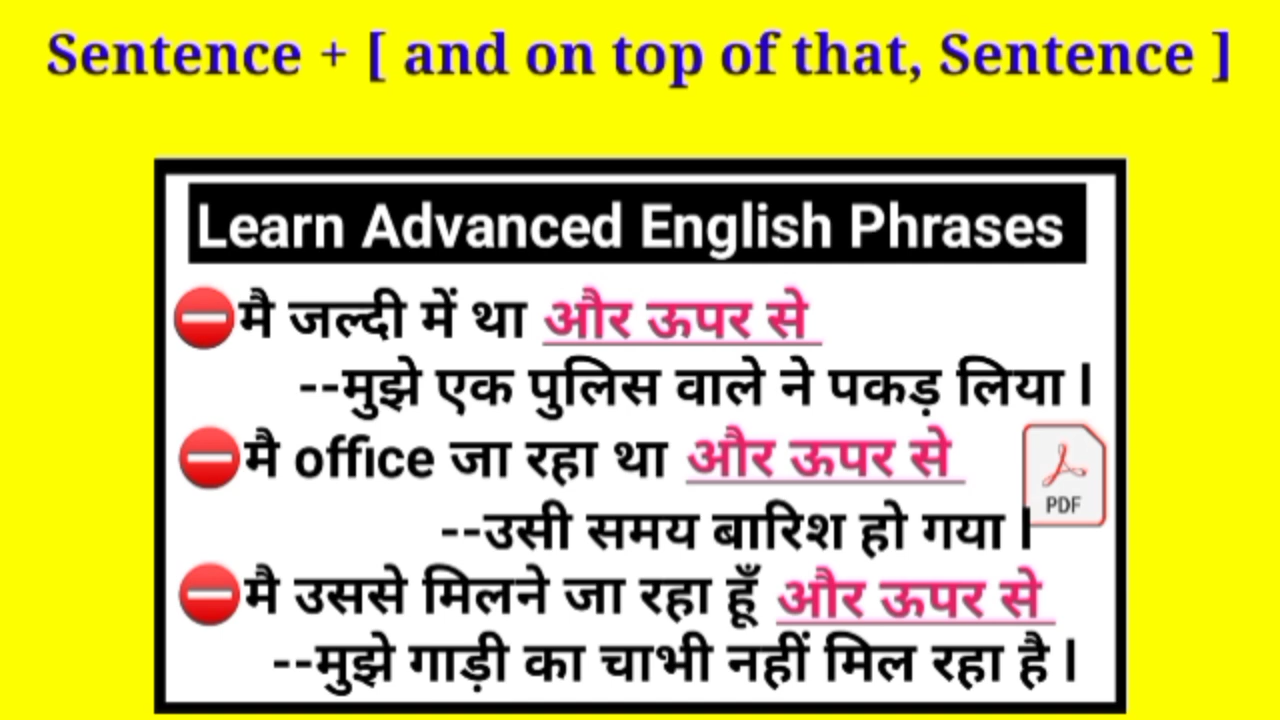 Sentence + [ and on top of that, Sentence ]
Learn Advanced English Phrases
मै जल्दी में था और ऊपर से
--मुझे एक पुलिस वाले ने पकड़ लिया।
मै office जा रहा था और ऊपर से
PDF
--उसी समय बारिश हो गया।
मै उससे मिलने जा रहा हूँ और ऊपर से
--मुझे गाड़ी का चाभी नहीं मिल रहा है।